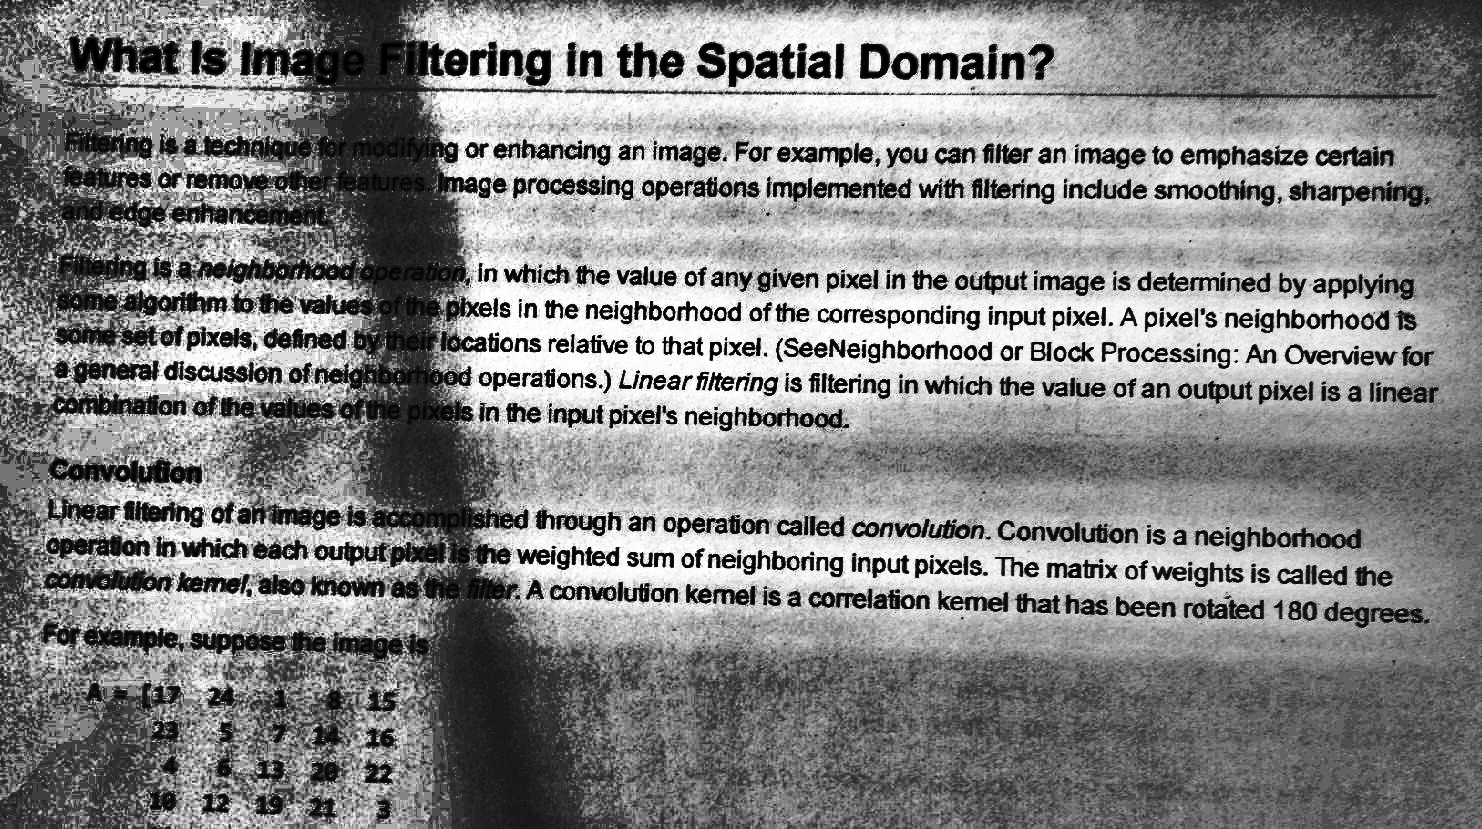 What Is Image Filtering in the Spatial Domain?
Filtering is a technique for modifying or enhancing an image. For example, you can filter an image to emphasize certain
features or remove other features. Image processing operations implemented with filtering include smoothing, sharpening,
and edge enhancement.
Filtering is a neighborhood operation, in which the value of any given pixel in the output image is determined by applying
some algorithm to the values of the pixels in the neighborhood of the corresponding input pixel. A pixel's neighborhood is
some set of pixels, defined by their locations relative to that pixel. (SeeNeighborhood or Block Processing: An Overview for
a general discussion of neighborhood operations.) Linear filtering is filtering in which the value of an output pixel is a linear
combination of the values of the pixels in the input pixel's neighborhood.
Convolution
Linear filtering of an image is accomplished through an operation called convolution. Convolution is a neighborhood
operation in which each output pixel is the weighted sum of neighboring input pixels. The matrix of weights is called the
convolution kernel, also known as the filter. A convolution kernel is a correlation kernel that has been rotated 180 degrees.
For example, suppose the image is
A = [17 24 1 8 15
23 5 7 14 16
4 6 13 20 22
10 12 19 21 3